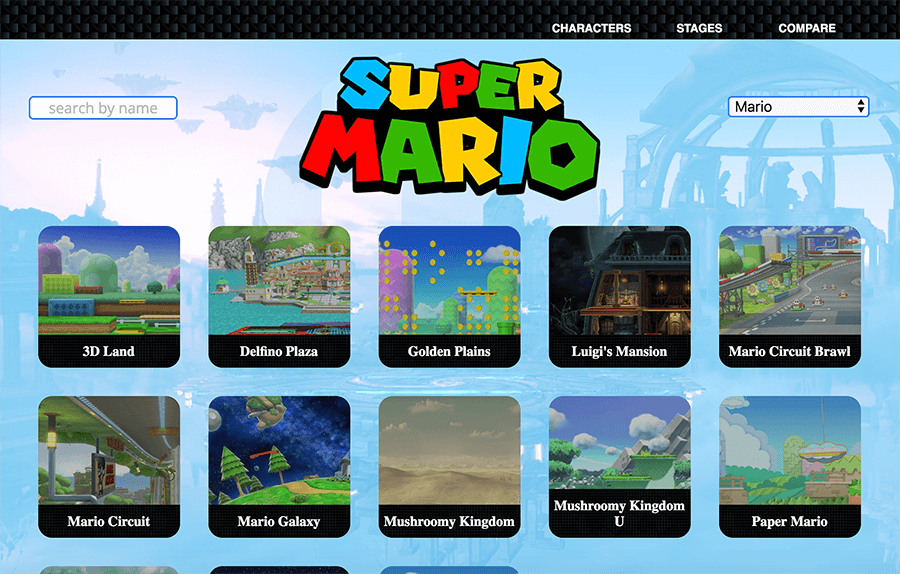 CHARACTERS STAGES COMPARE
SUPER
MARIO
search by name
Mario
3D Land
Delfino Plaza
Golden Plains
Luigi's Mansion
Mario Circuit Brawl
Mario Circuit
Mario Galaxy
Mushroomy Kingdom
Mushroomy Kingdom
U
Paper Mario